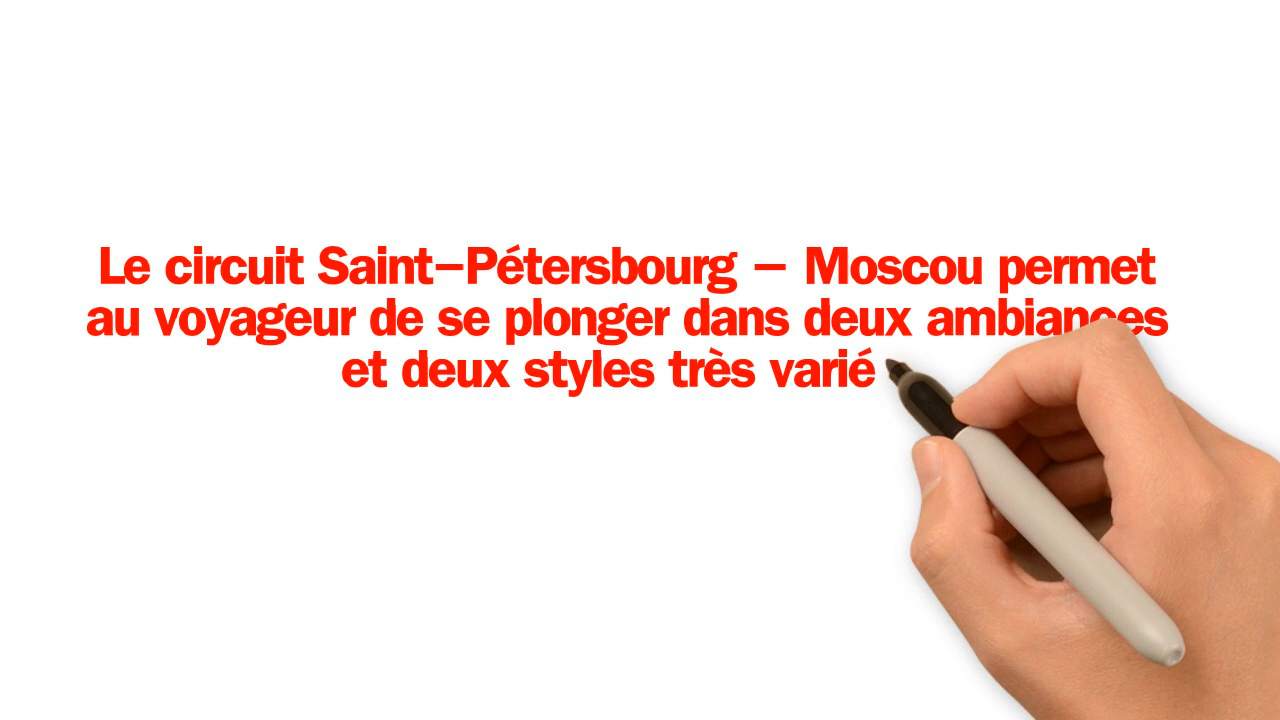 Le circuit Saint–Pétersbourg – Moscou permet
au voyageur de se plonger dans deux ambiances
et deux styles très varié